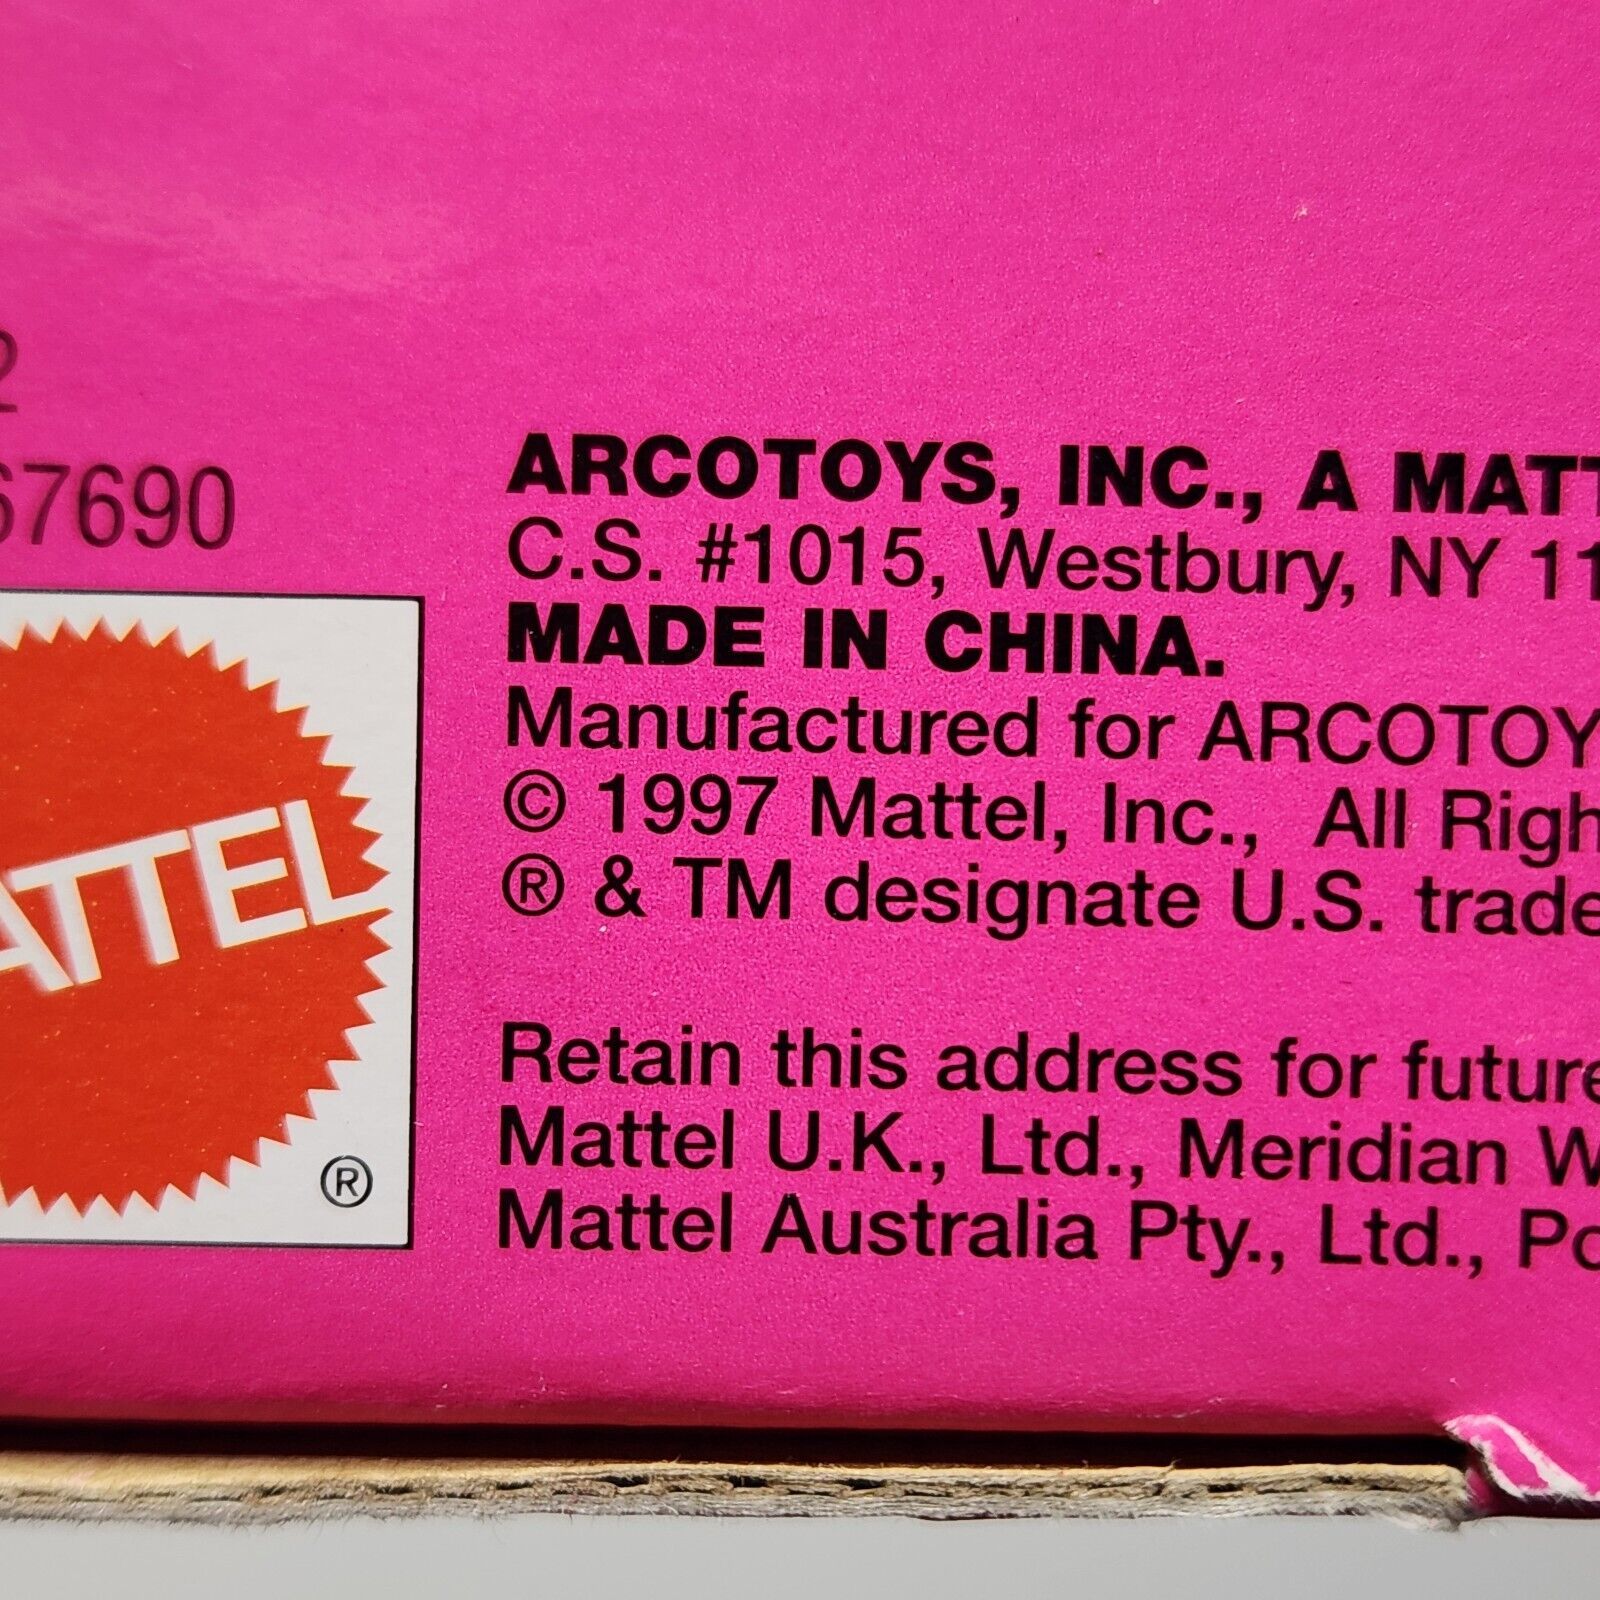 2
67690
MATTEL
®
ARCOTOYS, INC., A MATT
C.S. #1015, Westbury, NY 11
MADE IN CHINA.
Manufactured for ARCOTOY
© 1997 Mattel, Inc., All Righ
® & TM designate U.S. trade
Retain this address for future
Mattel U.K., Ltd., Meridian W
Mattel Australia Pty., Ltd., Po